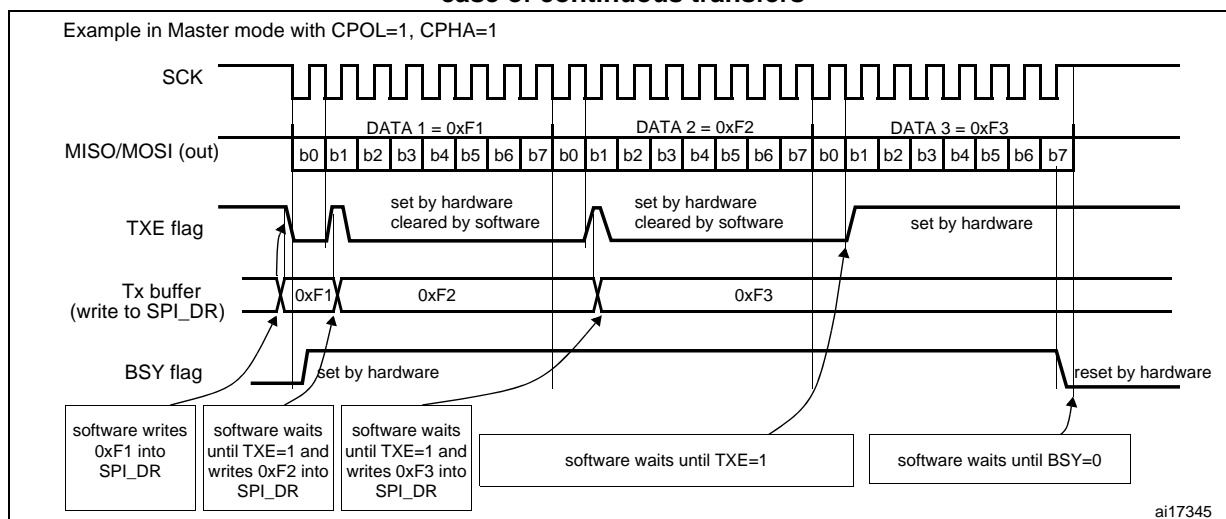 case of continuous transfers
Example in Master mode with CPOL=1, CPHA=1
SCK
DATA 1 = 0xF1 DATA 2 = 0xF2 DATA 3 = 0xF3
MISO/MOSI (out) b0 b1 b2 b3 b4 b5 b6 b7 b0 b1 b2 b3 b4 b5 b6 b7 b0 b1 b2 b3 b4 b5 b6 b7
set by hardware set by hardware
cleared by software cleared by software
TXE flag set by hardware
Tx buffer 0xF1 0xF2 0xF3
(write to SPI_DR)
BSY flag set by hardware reset by hardware
software writes
0xF1 into
SPI_DR
software waits
until TXE=1 and
writes 0xF2 into
SPI_DR
software waits
until TXE=1 and
writes 0xF3 into
SPI_DR
software waits until TXE=1
software waits until BSY=0
ai17345